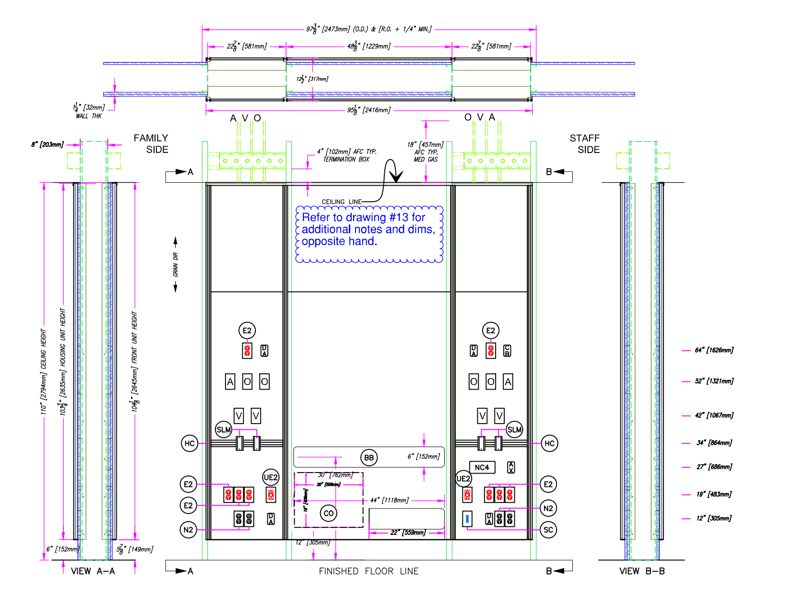 97 3/8" [2473mm] (O.D.) & [R.O. + 1/4" MIN.]
22 7/8" [581mm]
48 3/8" [1229mm]
22 7/8" [581mm]
12 1/2" [317mm]
1 1/4" [32mm]
WALL THK
95 1/8" [2416mm]
A V O
O V A
8" [203mm]
FAMILY
SIDE
STAFF
SIDE
4" [102mm] AFC TYP.
TERMINATION BOX
18" [457mm]
AFC TYP.
MED GAS
A
B
CEILING LINE
Refer to drawing #13 for
additional notes and dims,
opposite hand.
GRAIN DIR
110" [2794mm] CEILING HEIGHT
103 3/4" [2635mm] HOUSING UNIT HEIGHT
104 1/8" [2645mm] FRONT UNIT HEIGHT
E2
E2
64" [1626mm]
A O O
O O A
52" [1321mm]
V V
V V
42" [1067mm]
SLM
SLM
HC
HC
34" [864mm]
BB
6" [152mm]
NC4
27" [686mm]
30" [762mm]
UE2
UE2
E2
E2
19" [483mm]
44" [1118mm]
E2
N2
CO
N2
12" [305mm]
N2
SC
22" [559mm]
12" [305mm]
6" [152mm]
5 7/8" [149mm]
VIEW A-A
A
FINISHED FLOOR LINE
B
VIEW B-B